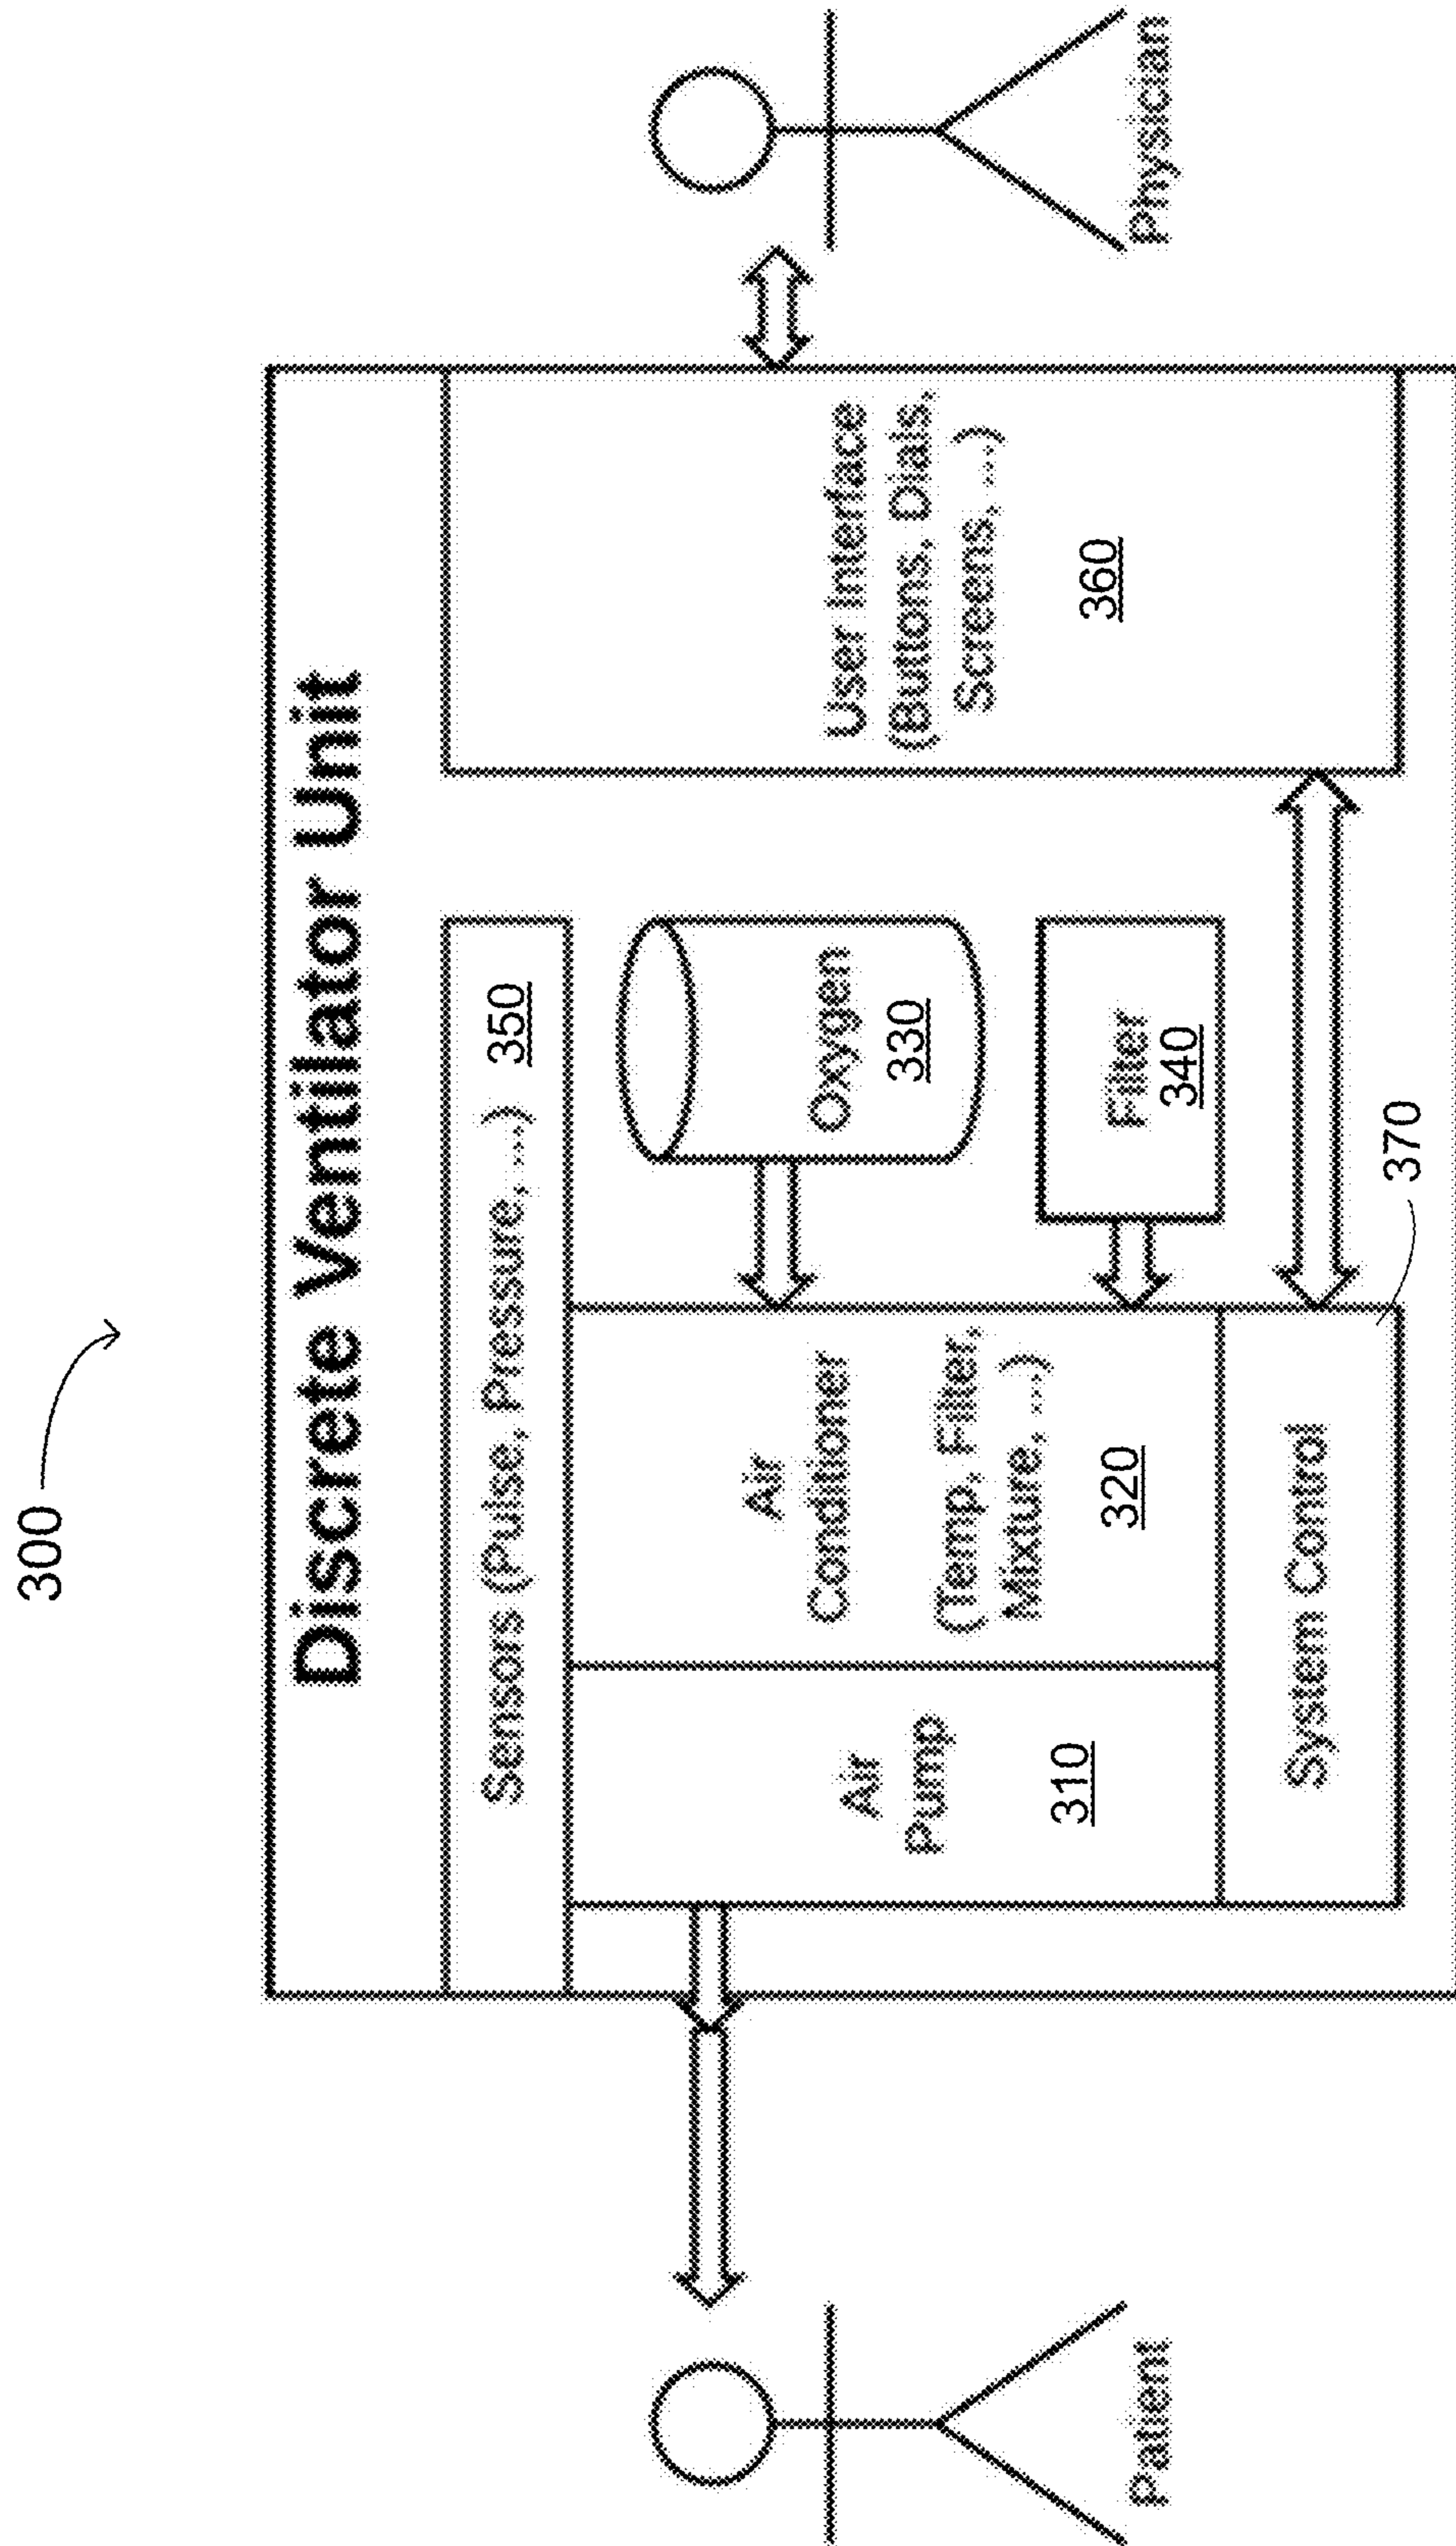 300
Discrete Ventilator Unit
Sensors (Pulse, Pressure, ...) 350
Air
Pump
310
Air
Conditioner
(Temp, Filter,
Mixture, ...)
320
Oxygen
330
Filter
340
System Control
370
User Interface
(Buttons, Dials,
Screens, ...)
360
Patient
Physician